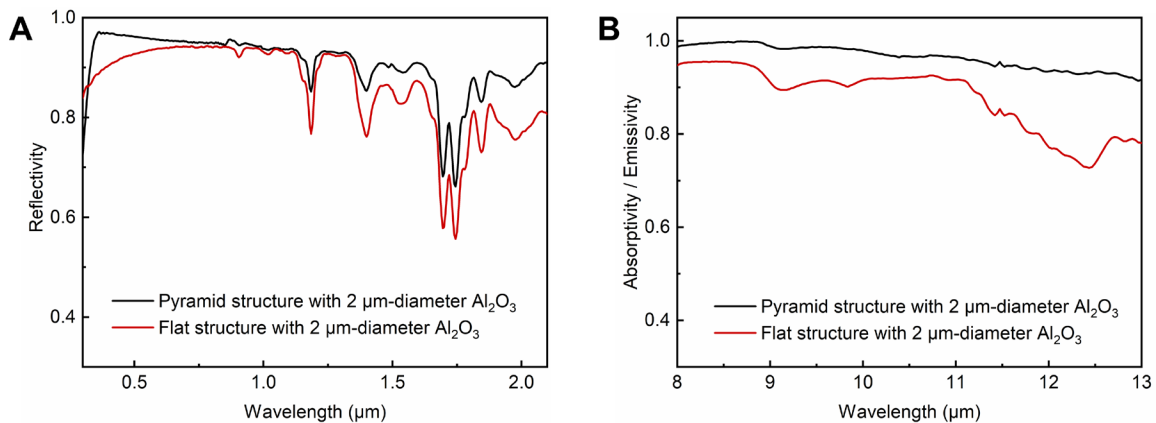 A
1.0
0.8
0.6
0.4
Reflectivity
Pyramid structure with 2 µm-diameter Al₂O₃
Flat structure with 2 µm-diameter Al₂O₃
0.5 1.0 1.5 2.0
Wavelength (µm)
B
1.0
0.8
0.6
0.4
Absorptivity / Emissivity
Pyramid structure with 2 µm-diameter Al₂O₃
Flat structure with 2 µm-diameter Al₂O₃
8 9 10 11 12 13
Wavelength (µm)